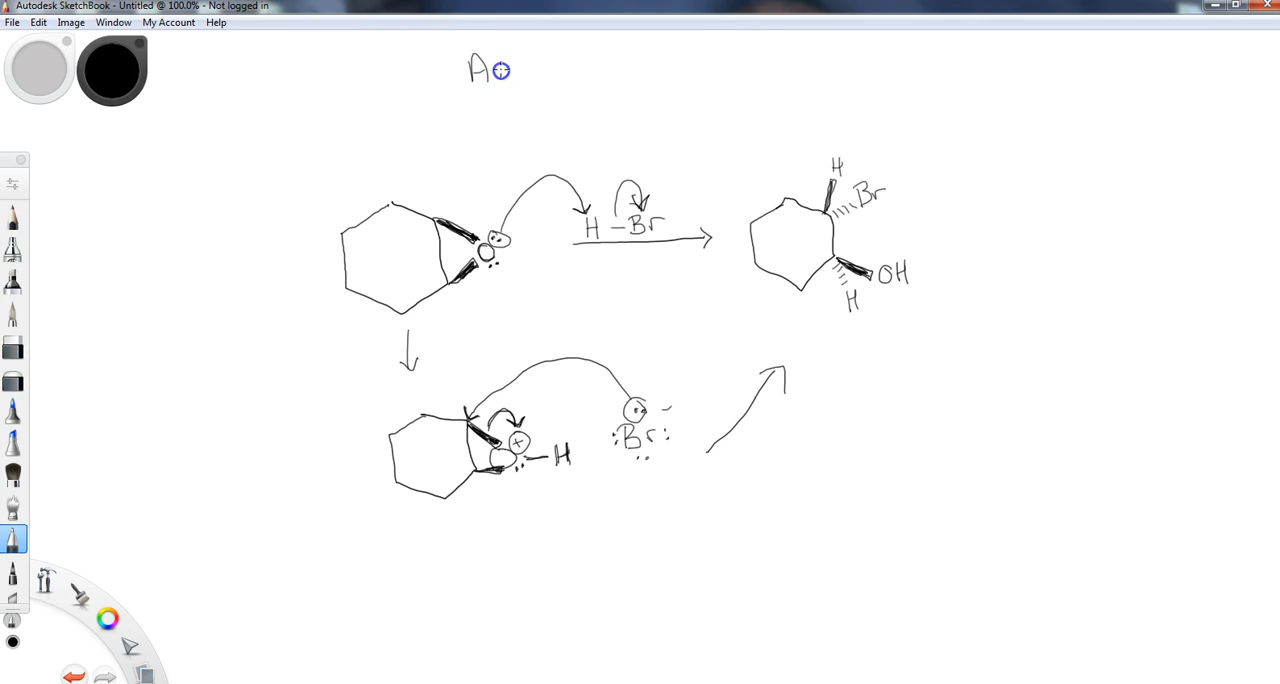 Autodesk SketchBook - Untitled @ 100.0% - Not logged in
File Edit Image Window My Account Help
A
H
Br
H - Br
O
OH
H
+
- H
Br
-